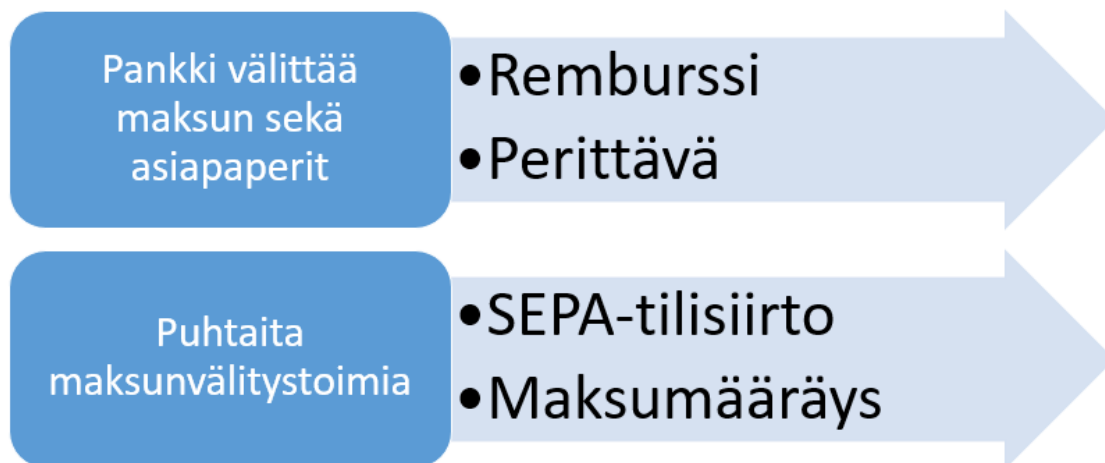 Pankki välittää
maksun sekä
asiapaperit
•Remburssi
•Perittävä
Puhtaita
maksunvälitystoimia
•SEPA-tilisiirto
•Maksumääräys